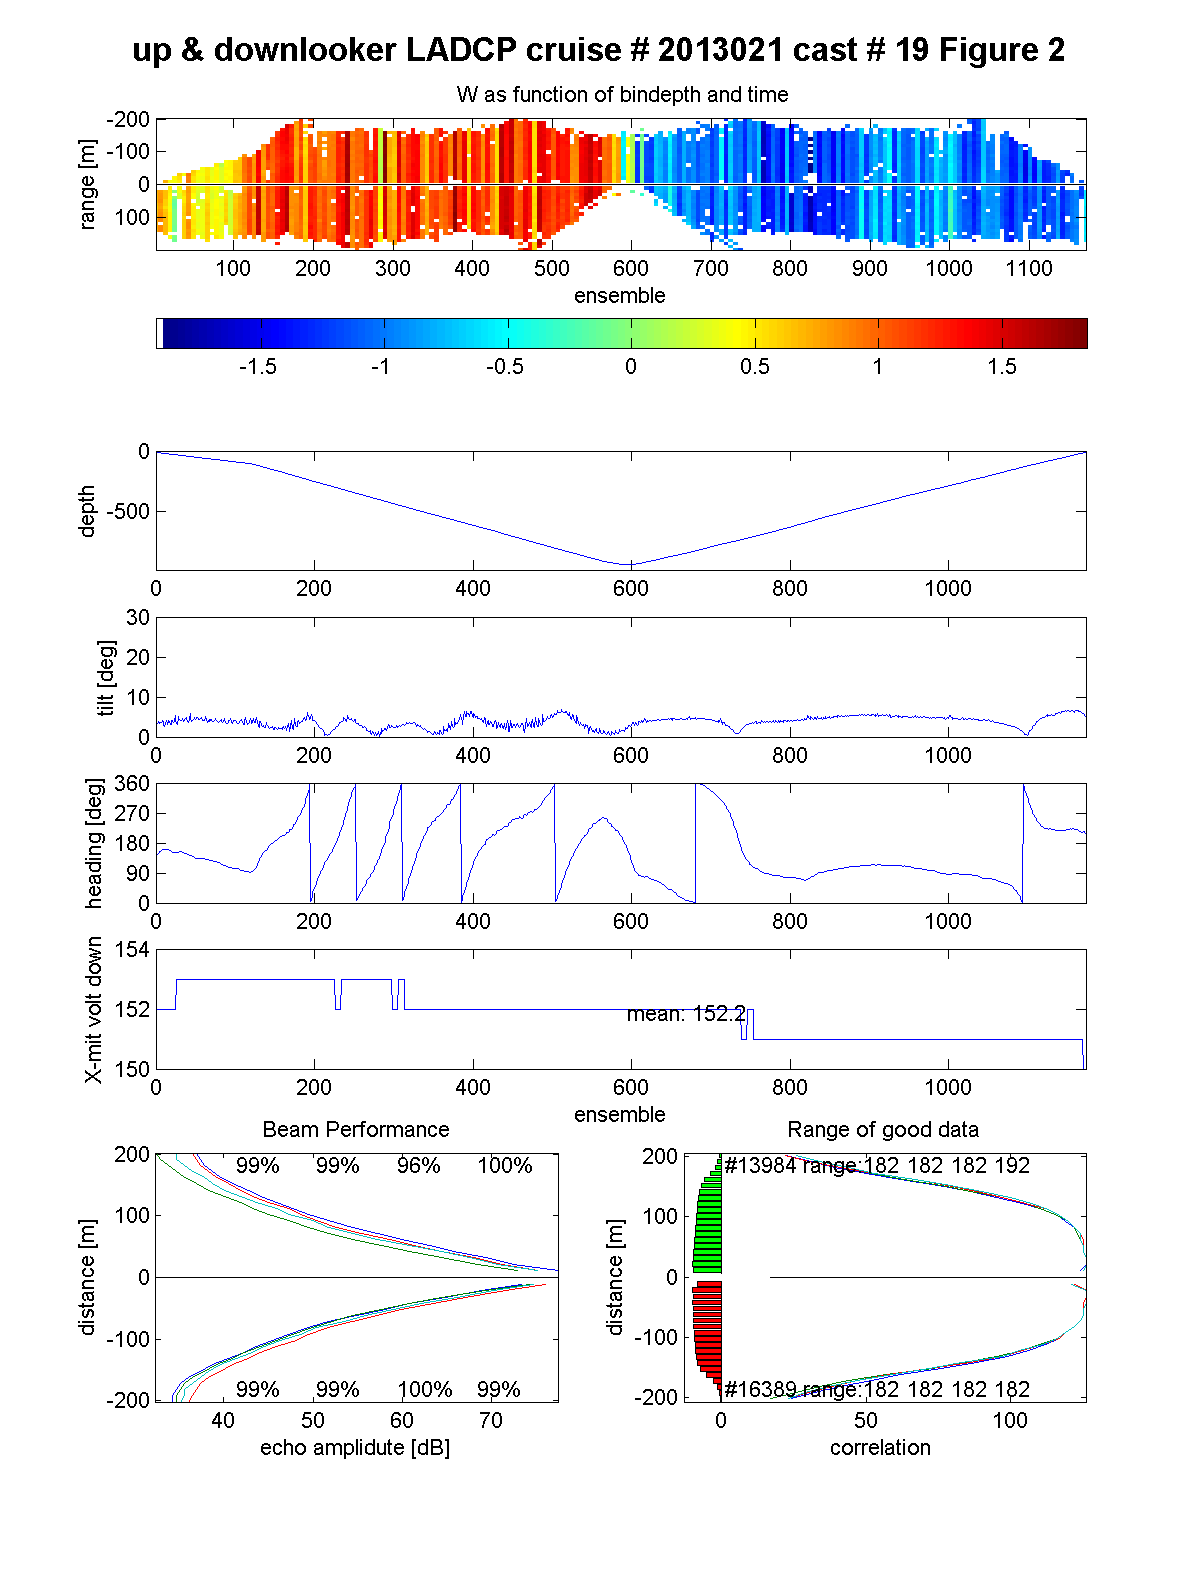 up & downlooker LADCP cruise # 2013021 cast # 19 Figure 2
W as function of bindepth and time
range [m]
-200
-100
0
100
100 200 300 400 500 600 700 800 900 1000 1100
ensemble
-1.5 -1 -0.5 0 0.5 1 1.5
depth
0
-500
0 200 400 600 800 1000
tilt [deg]
30
20
10
0
0 200 400 600 800 1000
heading [deg]
360
270
180
90
0
0 200 400 600 800 1000
X-mit volt down
154
152
150
mean: 152.2
0 200 400 600 800 1000
ensemble
Beam Performance
distance [m]
200
100
0
-100
-200
99% 99% 96% 100%
99% 99% 100% 99%
40 50 60 70
echo amplidute [dB]
Range of good data
distance [m]
200
100
0
-100
-200
#13984 range:182 182 182 192
#16389 range:182 182 182 182
0 50 100
correlation